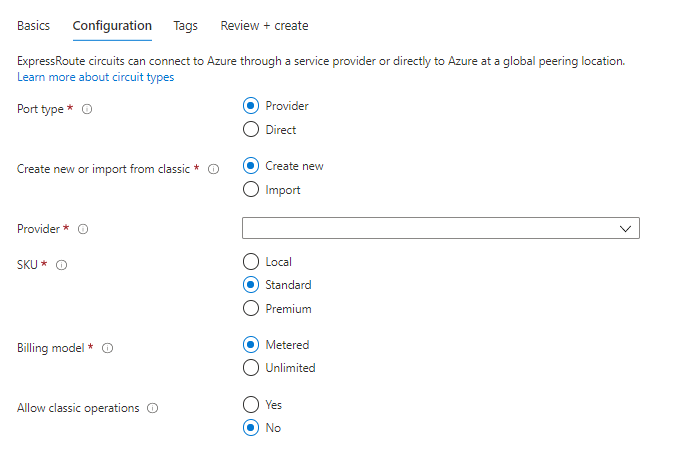 Basics Configuration Tags Review + create
ExpressRoute circuits can connect to Azure through a service provider or directly to Azure at a global peering location.
Learn more about circuit types
Port type * Provider
Direct
Create new or import from classic * Create new
Import
Provider *
SKU * Local
Standard
Premium
Billing model * Metered
Unlimited
Allow classic operations Yes
No